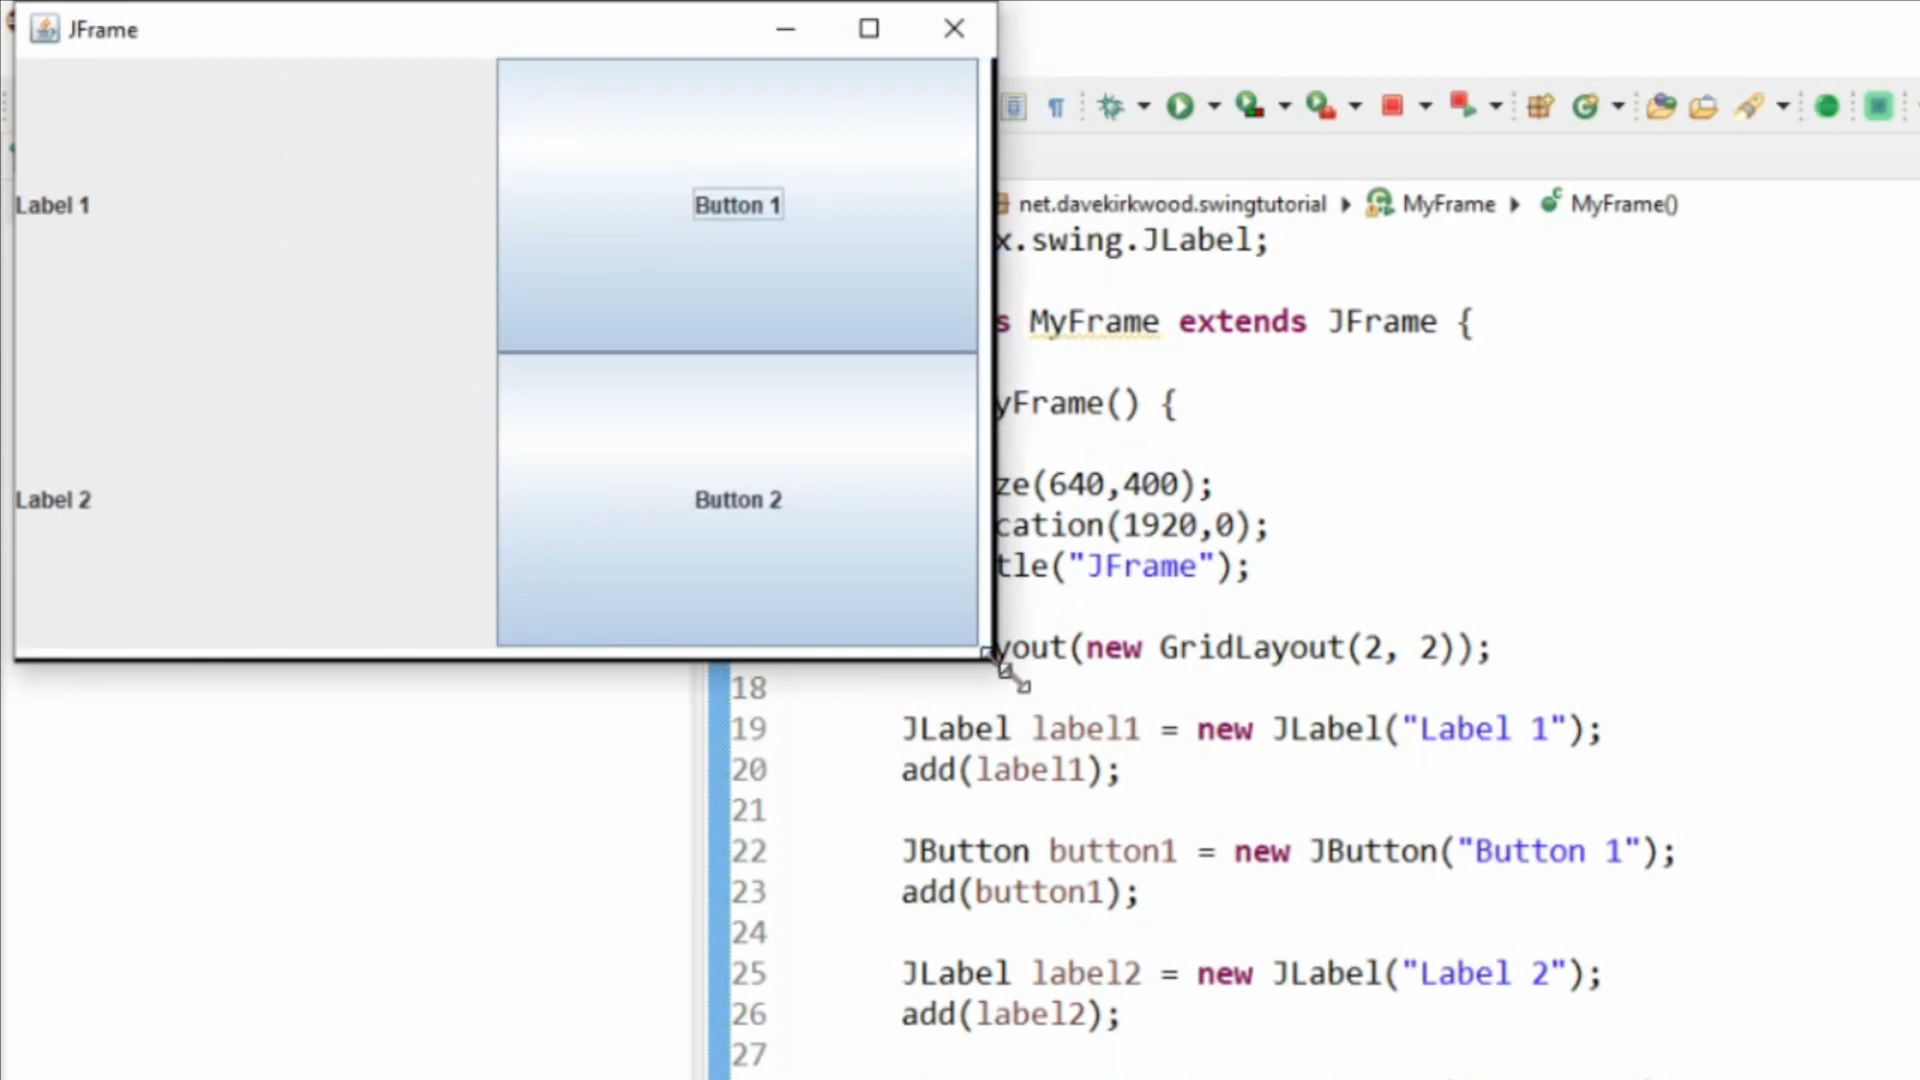 JFrame
Label 1
Button 1
Label 2
Button 2
net.davekirkwood.swingtutorial MyFrame MyFrame()
x.swing.JLabel;
s MyFrame extends JFrame {
yFrame() {
ze(640,400);
cation(1920,0);
tle("JFrame");
yout(new GridLayout(2, 2));
18
19 JLabel label1 = new JLabel("Label 1");
20 add(label1);
21
22 JButton button1 = new JButton("Button 1");
23 add(button1);
24
25 JLabel label2 = new JLabel("Label 2");
26 add(label2);
27